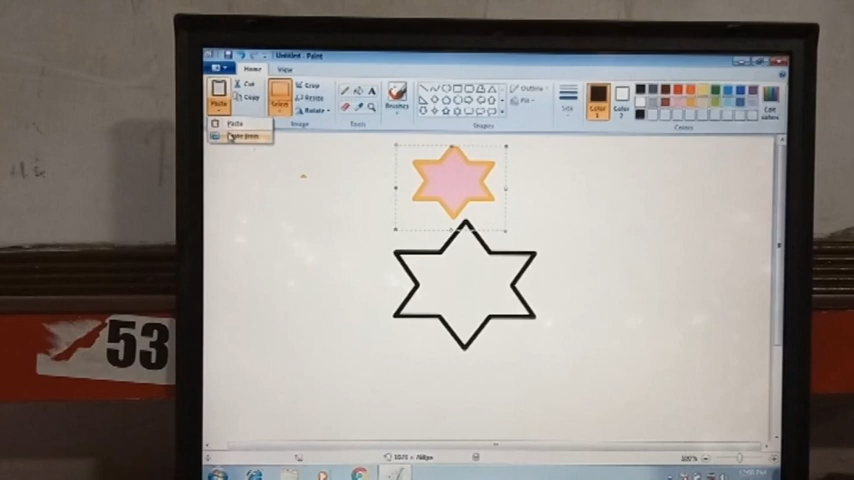 Untitled - Paint
Home View
Paste
Cut
Copy
Select
Crop
Resize
Rotate
Brushes
Outline
Fill
Size
Color 1
Color 2
Edit colors
Paste
Paste from
Image Tools Shapes Colors
53
100%